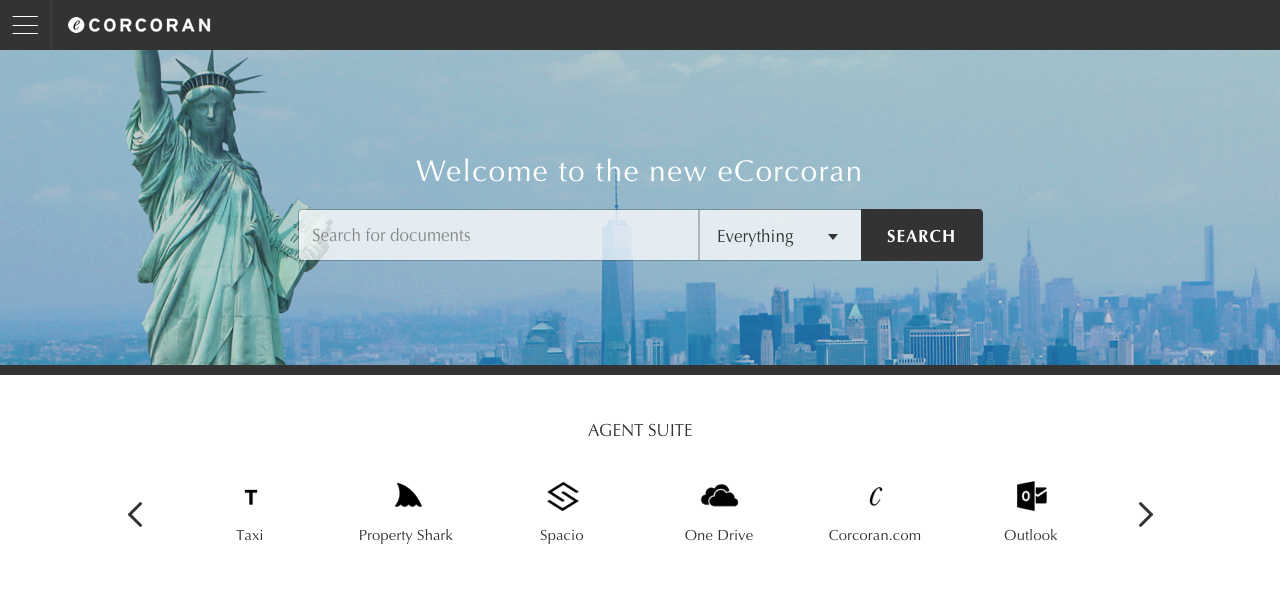 e CORCORAN
Welcome to the new eCorcoran
Search for documents
Everything
SEARCH
AGENT SUITE
T
Taxi
Property Shark
Spacio
One Drive
C
Corcoran.com
O
Outlook